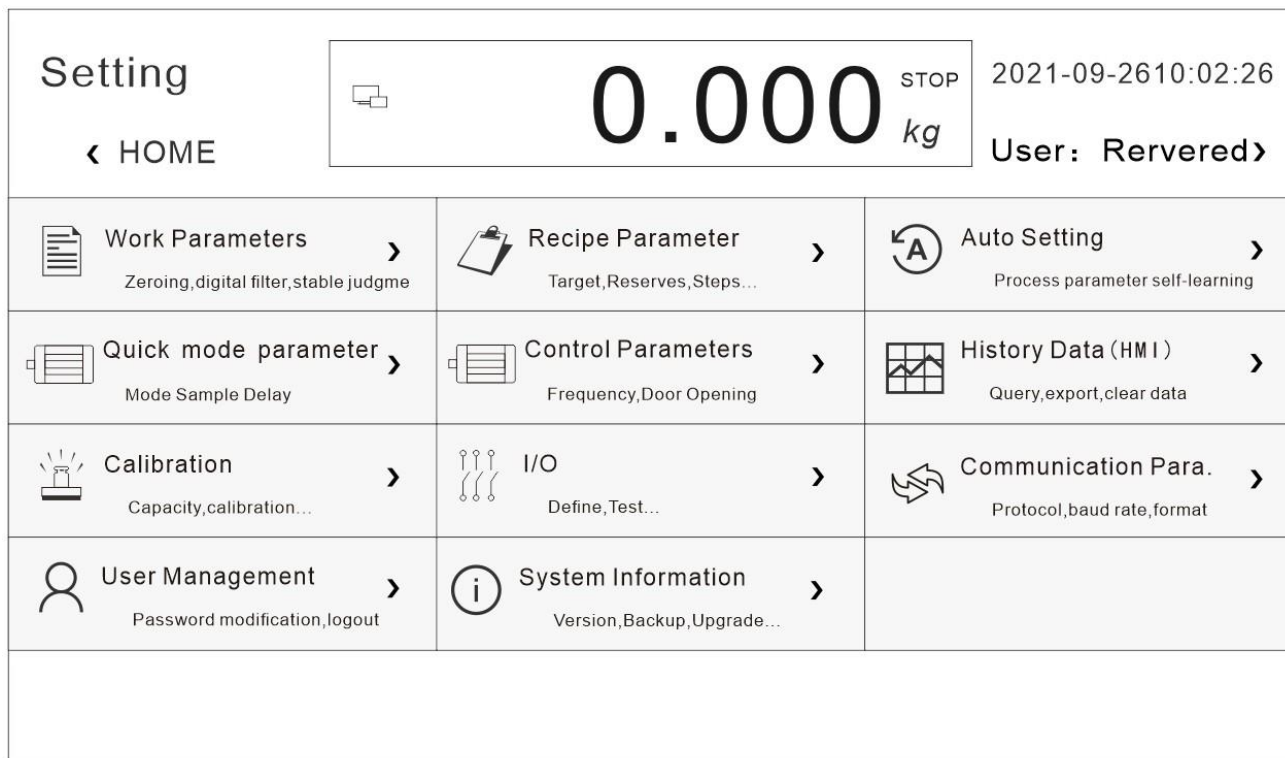 Setting
‹ HOME
0.000
STOP
kg
2021-09-2610:02:26
User： Rervered›
Work Parameters ›
Zeroing,digital filter,stable judgme
Recipe Parameter ›
Target,Reserves,Steps...
A
Auto Setting ›
Process parameter self-learning
Quick mode parameter ›
Mode Sample Delay
Control Parameters ›
Frequency,Door Opening
History Data(HMI) ›
Query,export,clear data
Calibration ›
Capacity,calibration...
I/O ›
Define,Test...
Communication Para. ›
Protocol,baud rate,format
User Management ›
Password modification,logout
i
System Information ›
Version,Backup,Upgrade...